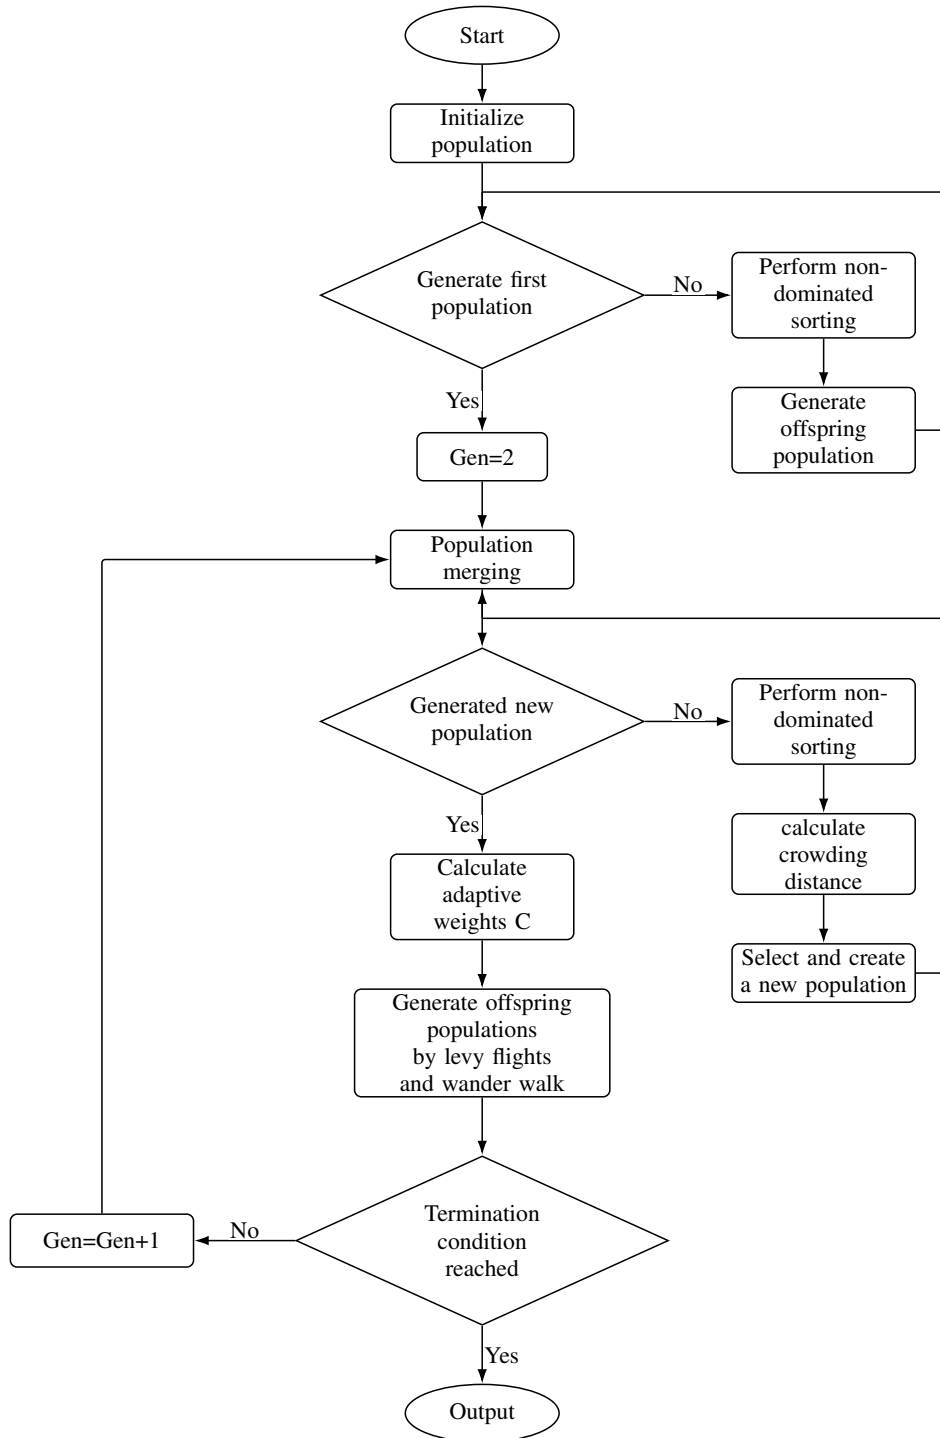 Start
Initialize
population
Generate first
population
No
Perform non-
dominated
sorting
Generate
offspring
population
Yes
Gen=2
Population
merging
Generated new
population
No
Perform non-
dominated
sorting
calculate
crowding
distance
Select and create
a new population
Yes
Calculate
adaptive
weights C
Generate offspring
populations
by levy flights
and wander walk
Termination
condition
reached
No
Gen=Gen+1
Yes
Output